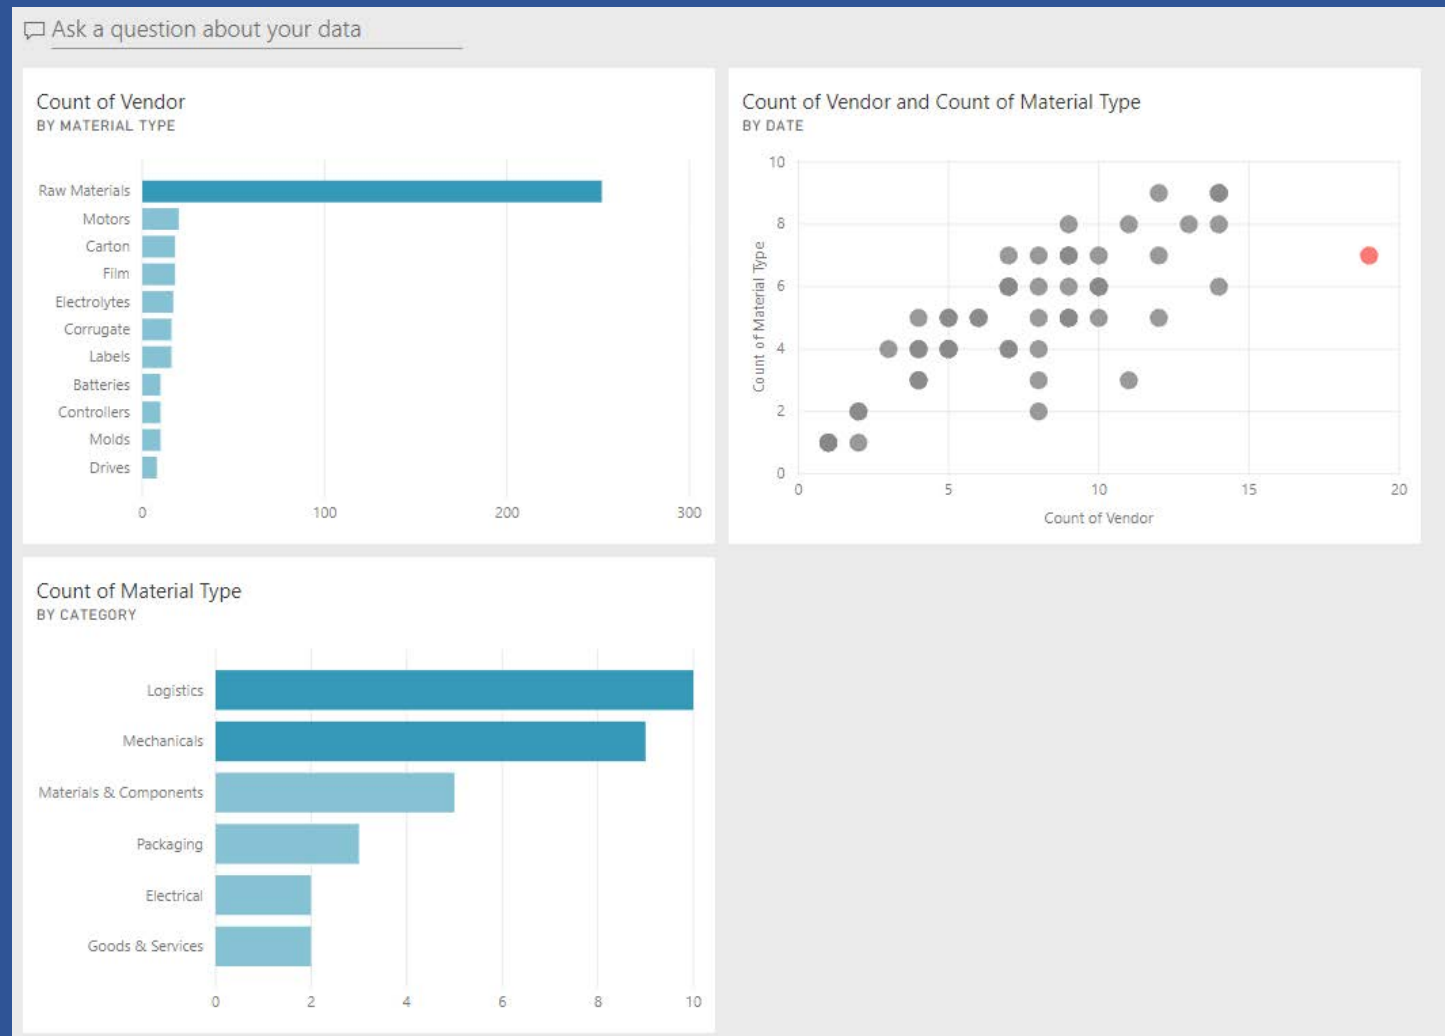 Ask a question about your data
Count of Vendor
BY MATERIAL TYPE
Raw Materials
Motors
Carton
Film
Electrolytes
Corrugate
Labels
Batteries
Controllers
Molds
Drives
0 100 200 300
Count of Vendor and Count of Material Type
BY DATE
Count of Material Type
10
8
6
4
2
0
0 5 10 15 20
Count of Vendor
Count of Material Type
BY CATEGORY
Logistics
Mechanicals
Materials & Components
Packaging
Electrical
Goods & Services
0 2 4 6 8 10